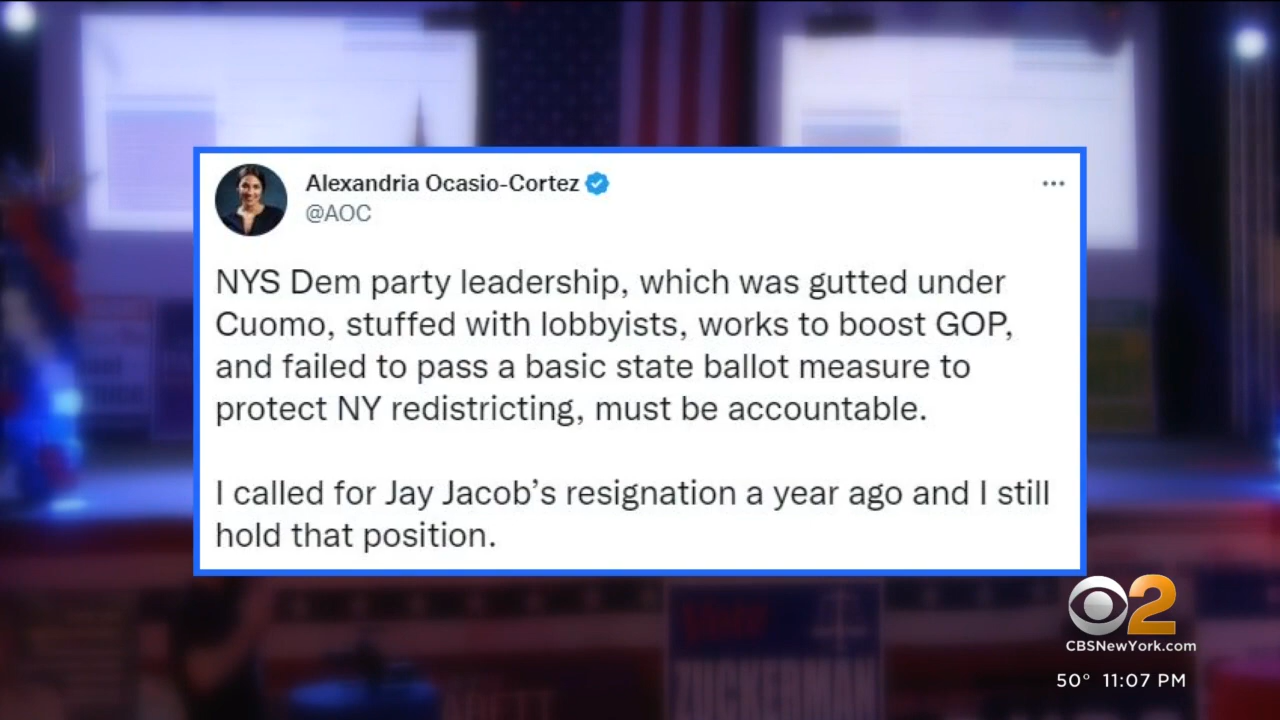 Alexandria Ocasio-Cortez
@AOC
NYS Dem party leadership, which was gutted under
Cuomo, stuffed with lobbyists, works to boost GOP,
and failed to pass a basic state ballot measure to
protect NY redistricting, must be accountable.
I called for Jay Jacob’s resignation a year ago and I still
hold that position.
2
CBSNewYork.com
50° 11:07 PM
ZUCKERMAN